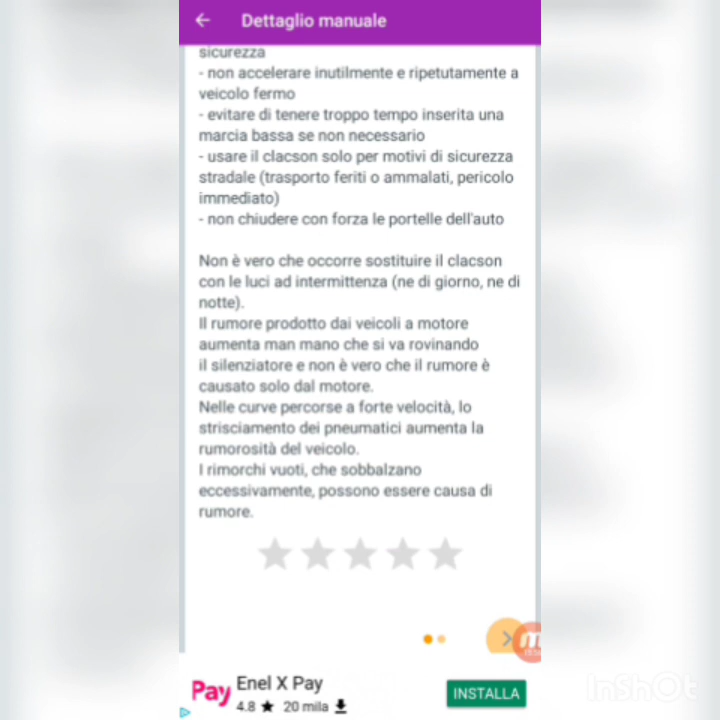 Dettaglio manuale
sicurezza
- non accelerare inutilmente e ripetutamente a
veicolo fermo
- evitare di tenere troppo tempo inserita una
marcia bassa se non necessario
- usare il clacson solo per motivi di sicurezza
stradale (trasporto feriti o ammalati, pericolo
immediato)
- non chiudere con forza le portelle dell'auto
Non è vero che occorre sostituire il clacson
con le luci ad intermittenza (ne di giorno, ne di
notte).
Il rumore prodotto dai veicoli a motore
aumenta man mano che si va rovinando
il silenziatore e non è vero che il rumore è
causato solo dal motore.
Nelle curve percorse a forte velocità, lo
strisciamento dei pneumatici aumenta la
rumorosità del veicolo.
I rimorchi vuoti, che sobbalzano
eccessivamente, possono essere causa di
rumore.
Pay
Enel X Pay
4.8 ★ 20 mila
INSTALLA
InShOt